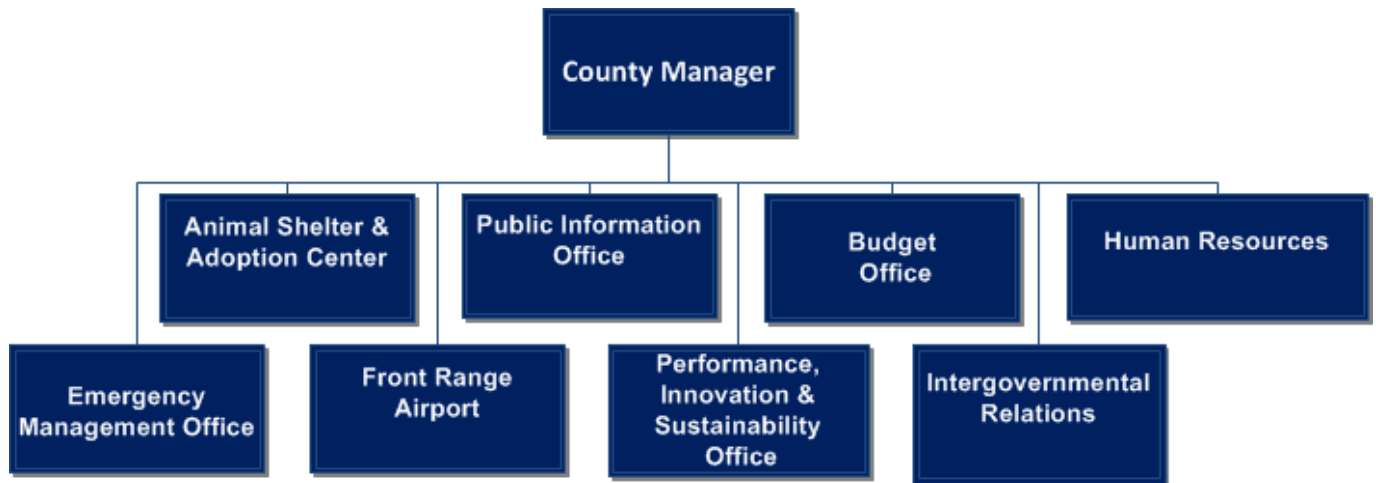 County Manager
Animal Shelter &
Adoption Center
Public Information
Office
Budget
Office
Human Resources
Emergency
Management Office
Front Range
Airport
Performance,
Innovation &
Sustainability
Office
Intergovernmental
Relations